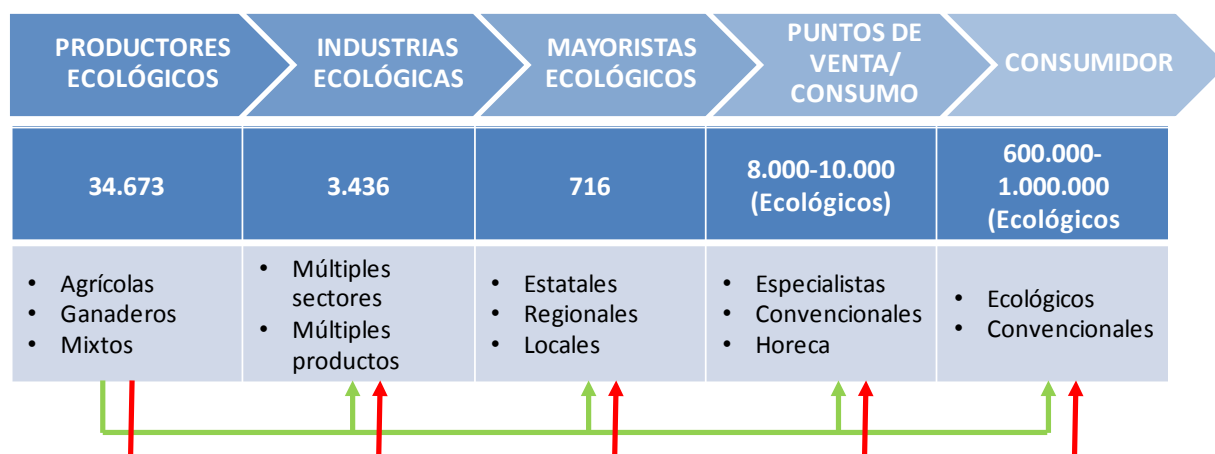 PRODUCTORES
ECOLÓGICOS
INDUSTRIAS
ECOLÓGICAS
MAYORISTAS
ECOLÓGICOS
PUNTOS DE
VENTA/
CONSUMO
CONSUMIDOR
34.673
3.436
716
8.000-10.000
(Ecológicos)
600.000-
1.000.000
(Ecológicos
• Agrícolas
• Ganaderos
• Mixtos
• Múltiples
sectores
• Múltiples
productos
• Estatales
• Regionales
• Locales
• Especialistas
• Convencionales
• Horeca
• Ecológicos
• Convencionales